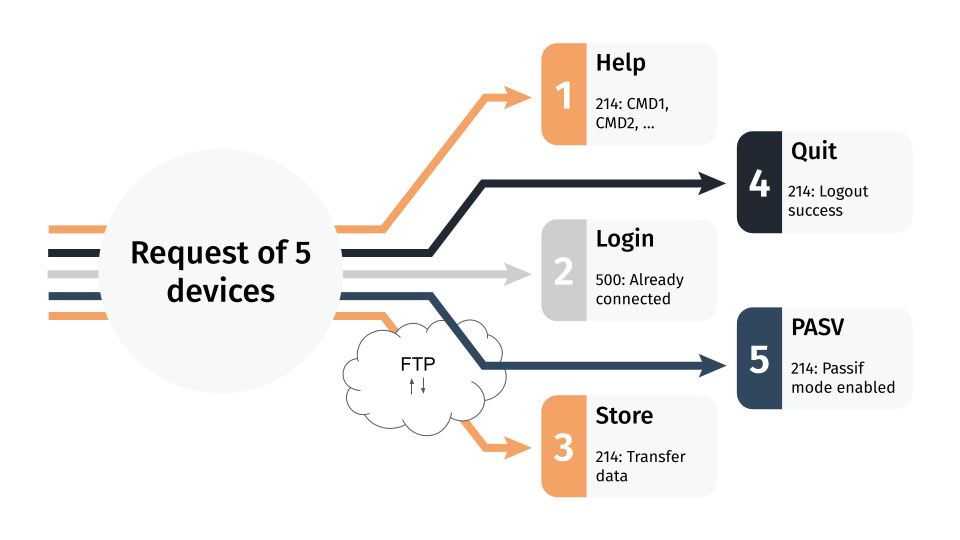 Request of 5
devices
1
Help
214: CMD1,
CMD2, ...
4
Quit
214: Logout
success
2
Login
500: Already
connected
5
PASV
214: Passif
mode enabled
FTP
3
Store
214: Transfer
data